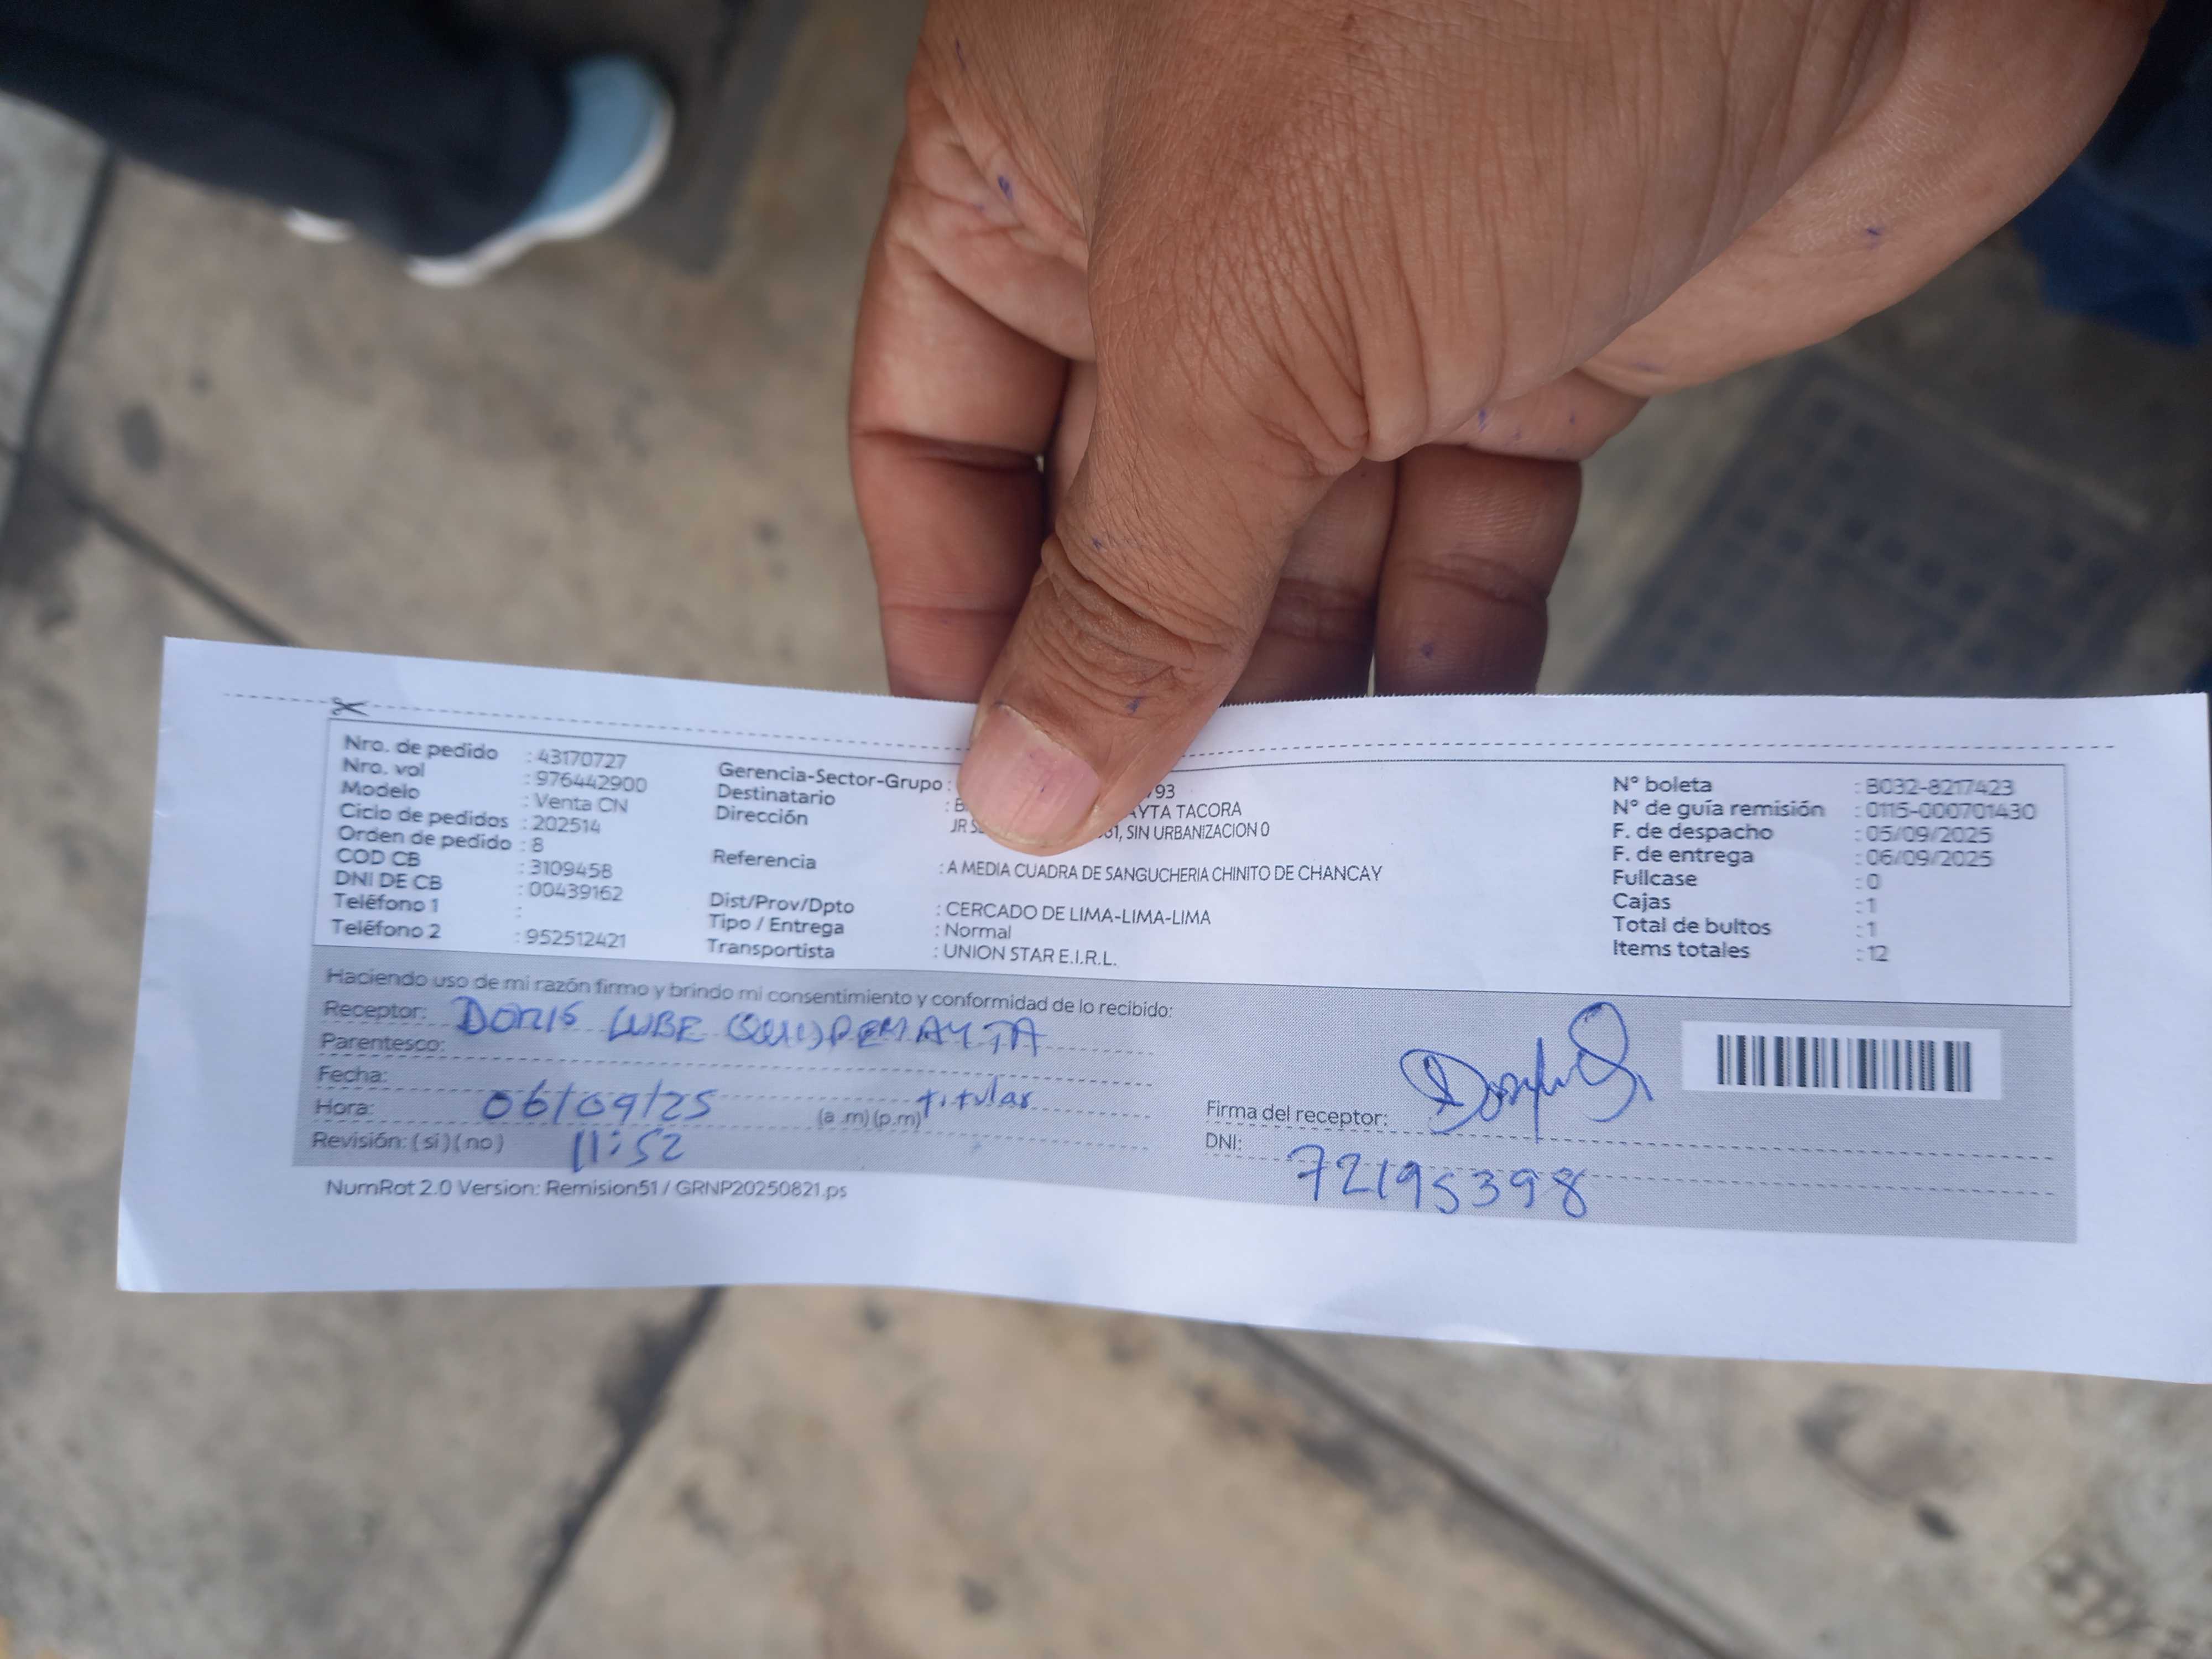 Nro. de pedido : 43170727
Nro. vol : 976442900
Modelo : Venta CN
Ciclo de pedidos : 202514
Orden de pedido : 8
COD CB : 3109458
DNI DE CB : 00439162
Teléfono 1 :
Teléfono 2 : 952512421
Gerencia-Sector-Grupo : 793
Destinatario : B AYTA TACORA
Dirección JR S 31, SIN URBANIZACION 0
Referencia : A MEDIA CUADRA DE SANGUCHERIA CHINITO DE CHANCAY
Dist/Prov/Dpto : CERCADO DE LIMA-LIMA-LIMA
Tipo / Entrega : Normal
Transportista : UNION STAR E.I.R.L.
N° boleta : B032-8217423
N° de guía remisión : 0115-000701430
F. de despacho : 05/09/2025
F. de entrega : 06/09/2025
Fullcase : 0
Cajas : 1
Total de bultos : 1
Items totales : 12
Haciendo uso de mi razón firmo y brindo mi consentimiento y conformidad de lo recibido:
Receptor: DORIS LUBE QUISPEMAYTA
Parentesco: titular
Fecha: 06/09/25
Hora: 11:52 (a .m) (p.m)
Revisión: ( si ) ( no )
Firma del receptor:
DNI: 72195398
NumRot 2.0 Version: Remision51 / GRNP20250821.ps